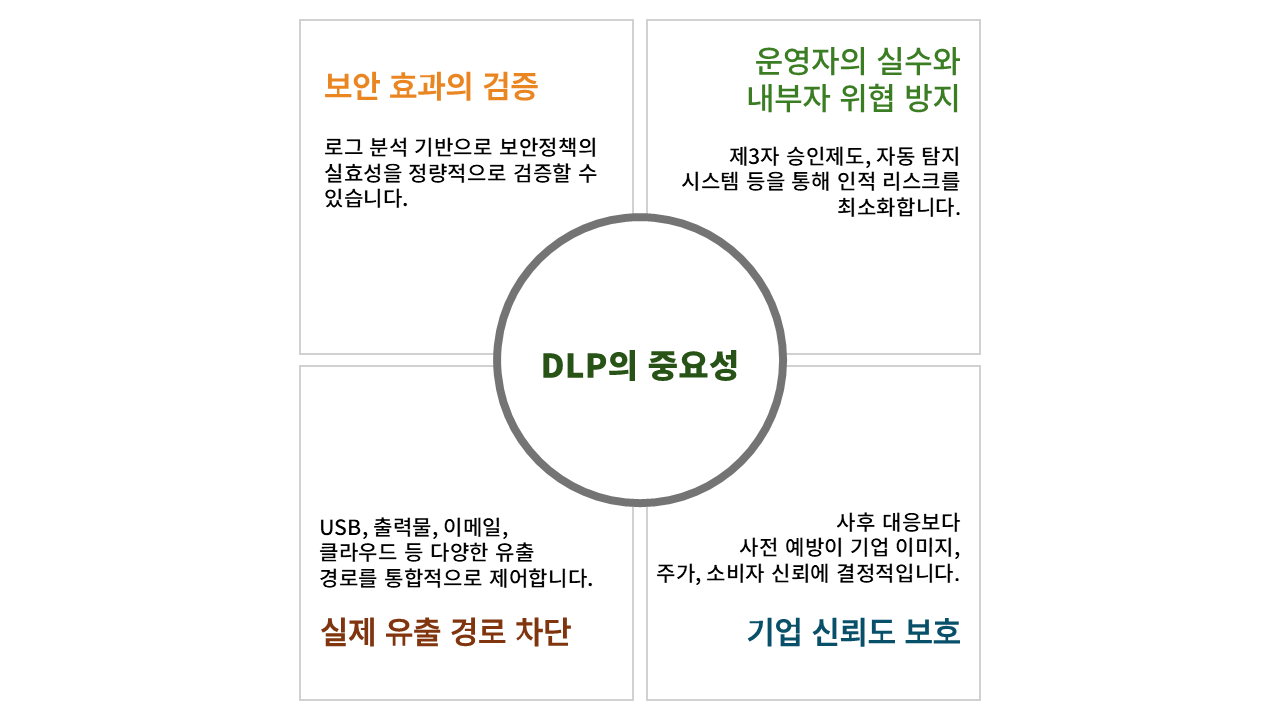 보안 효과의 검증
로그 분석 기반으로 보안정책의
실효성을 정량적으로 검증할 수
있습니다.
운영자의 실수와
내부자 위협 방지
제3자 승인제도, 자동 탐지
시스템 등을 통해 인적 리스크를
최소화합니다.
DLP의 중요성
USB, 출력물, 이메일,
클라우드 등 다양한 유출
경로를 통합적으로 제어합니다.
실제 유출 경로 차단
사후 대응보다
사전 예방이 기업 이미지,
주가, 소비자 신뢰에 결정적입니다.
기업 신뢰도 보호